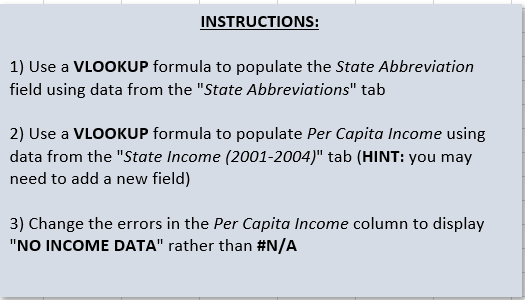 INSTRUCTIONS:
1) Use a VLOOKUP formula to populate the State Abbreviation
field using data from the "State Abbreviations" tab
2) Use a VLOOKUP formula to populate Per Capita Income using
data from the "State Income (2001-2004)" tab (HINT: you may
need to add a new field)
3) Change the errors in the Per Capita Income column to display
"NO INCOME DATA" rather than #N/A